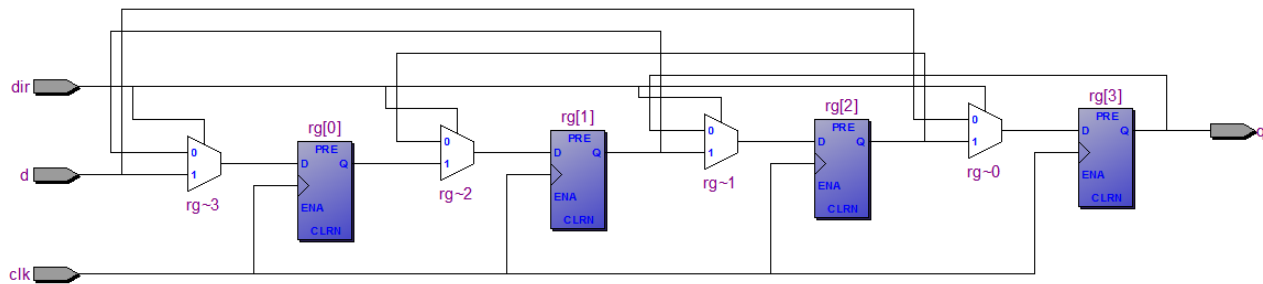 dir
d
clk
0
1
rg~3
rg[0]
PRE
D Q
ENA
CLRN
0
1
rg~2
rg[1]
PRE
D Q
ENA
CLRN
0
1
rg~1
rg[2]
PRE
D Q
ENA
CLRN
0
1
rg~0
rg[3]
PRE
D Q
ENA
CLRN
q